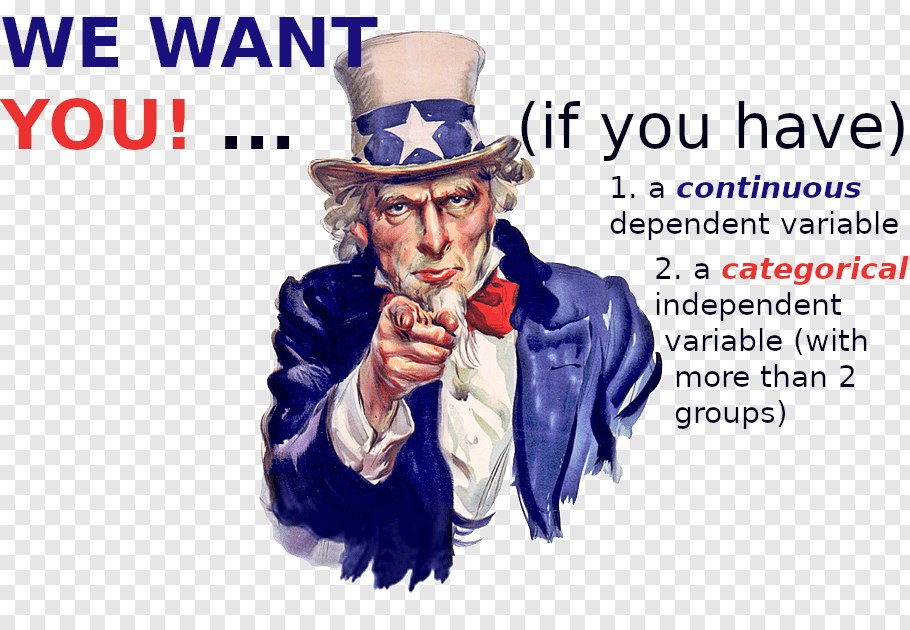 WE WANT
YOU! ... (if you have)
1. a continuous
dependent variable
2. a categorical
independent
variable (with
more than 2
groups)